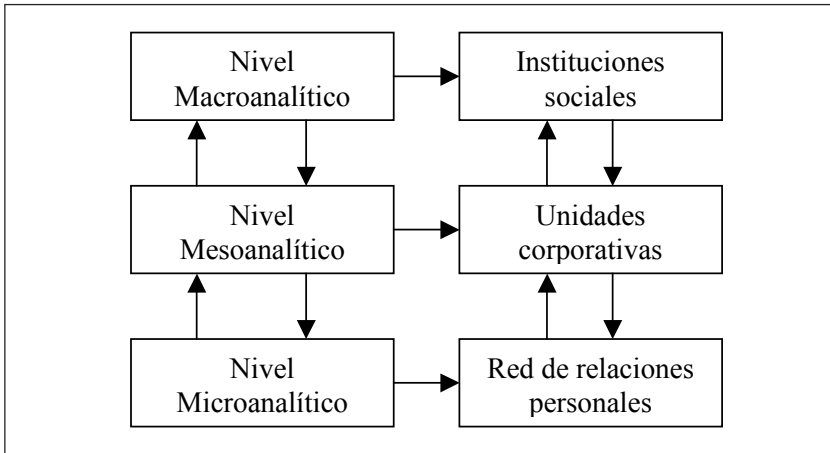 Nivel
Macroanalítico
Instituciones
sociales
Nivel
Mesoanalítico
Unidades
corporativas
Nivel
Microanalítico
Red de relaciones
personales